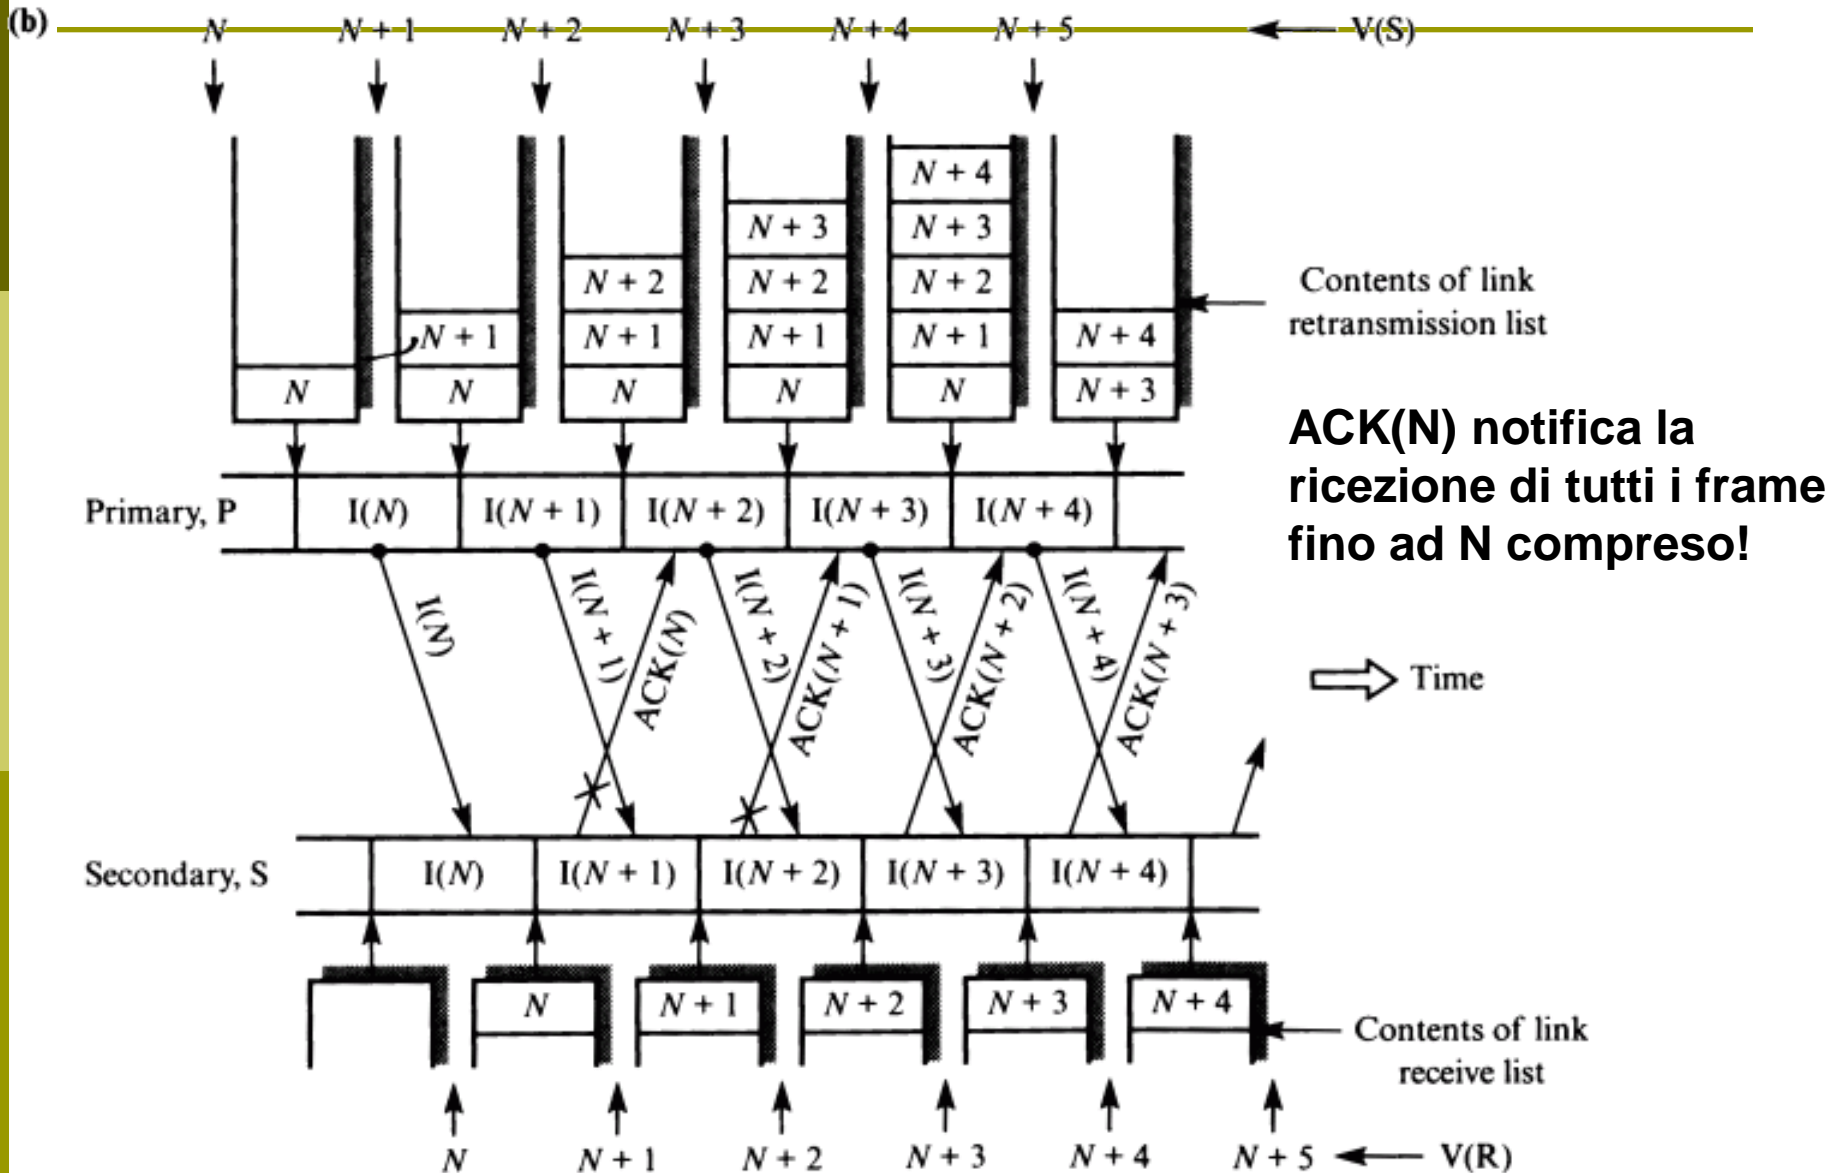 (b)
N N + 1 N + 2 N + 3 N + 4 N + 5 V(S)
N + 4
N + 3 N + 3
N + 2 N + 2 N + 2
N + 1 N + 1 N + 1 N + 1 N + 4
N N N N N N + 3
Contents of link
retransmission list
ACK(N) notifica la
ricezione di tutti i frame
fino ad N compreso!
Primary, P I(N) I(N + 1) I(N + 2) I(N + 3) I(N + 4)
I(N) I(N + 1) ACK(N) I(N + 2) ACK(N + 1) I(N + 3) ACK(N + 2) I(N + 4) ACK(N + 3)
Time
Secondary, S I(N) I(N + 1) I(N + 2) I(N + 3) I(N + 4)
N N + 1 N + 2 N + 3 N + 4
Contents of link
receive list
N N + 1 N + 2 N + 3 N + 4 N + 5 V(R)